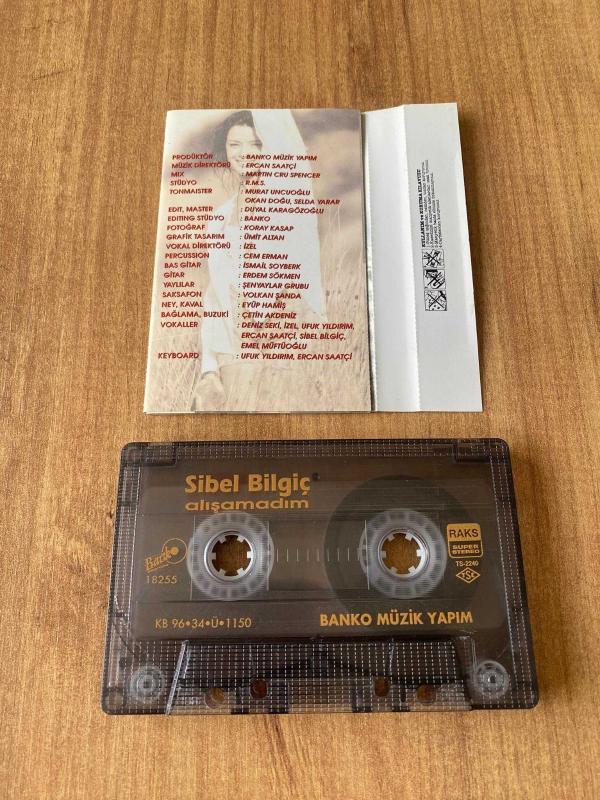 PRODÜKTÖR : BANKO MÜZİK YAPIM
MÜZİK DİREKTÖRÜ : ERCAN SAATÇİ
MIX : MARTIN CRU SPENCER
STÜDYO : R.M.S.
TONMAISTER : MURAT UNCUOĞLU
OKAN DOĞU, SELDA YARAR
EDIT, MASTER : DUYAL KARAGÖZOĞLU
EDITING STÜDYO : BANKO
FOTOĞRAF : KORAY KASAP
GRAFİK TASARIM : ÜMİT ALTAN
VOKAL DİREKTÖRÜ : İZEL
PERCUSSION : CEM ERMAN
BAS GİTAR : İSMAİL SOYBERK
GİTAR : ERDEM SÖKMEN
YAYLILAR : ŞENYAYLAR GRUBU
SAKSAFON : VOLKAN ŞANDA
NEY, KAVAL : EYÜP HAMİŞ
BAĞLAMA, BUZUKİ : ÇETİN AKDENİZ
VOKALLER : DENİZ SEKİ, İZEL, UFUK YILDIRIM,
ERCAN SAATÇİ, SİBEL BİLGİÇ,
EMEL MÜFTÜOĞLU
KEYBOARD : UFUK YILDIRIM, ERCAN SAATÇİ
Sibel Bilgiç
alışamadım
18255
RAKS
SUPER
STEREO
TS-2240
TSE
KB 96•34•Ü•1150
BANKO MÜZİK YAPIM